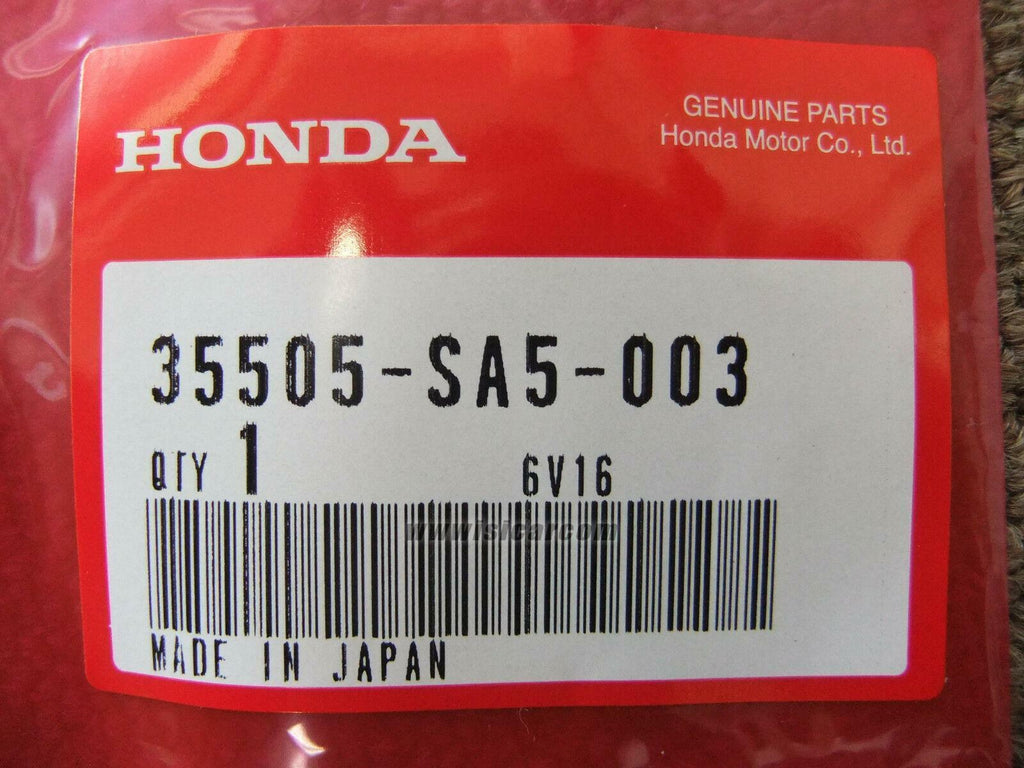 HONDA
GENUINE PARTS
Honda Motor Co., Ltd.
35505-SA5-003
QTY 1 6V16
www.isicar.com
MADE IN JAPAN